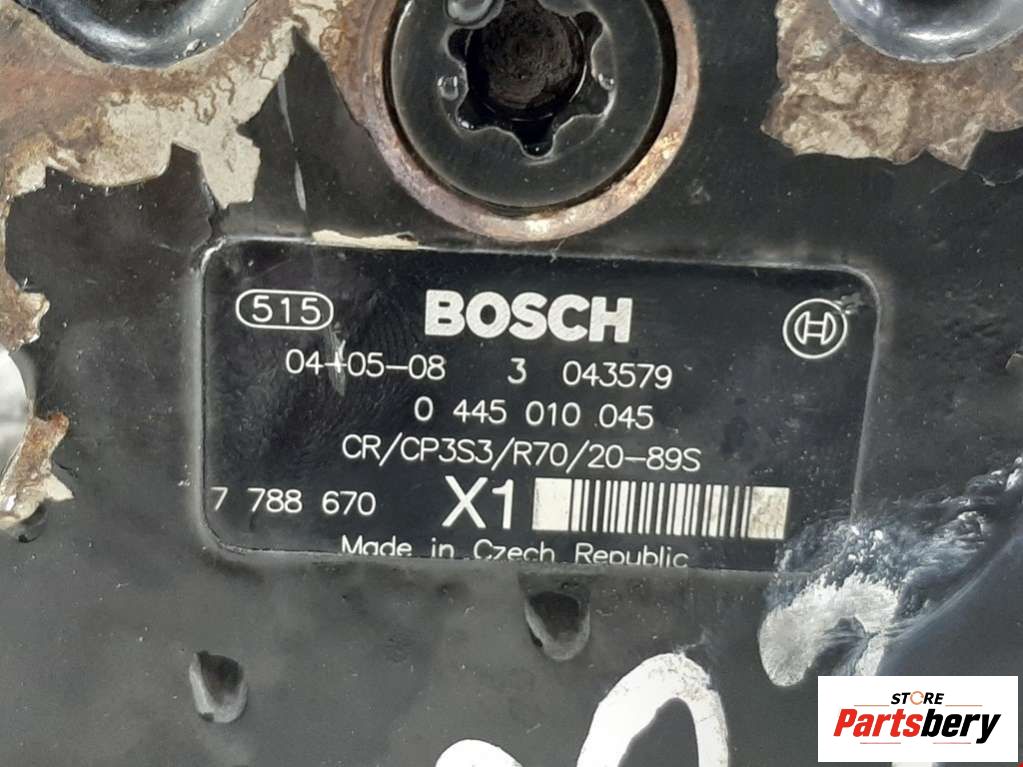 515 BOSCH H
04-05-08 3 043579
0 445 010 045
CR/CP3S3/R70/20-89S
7 788 670 X1
Made in Czech Republic
STORE
Partsbery